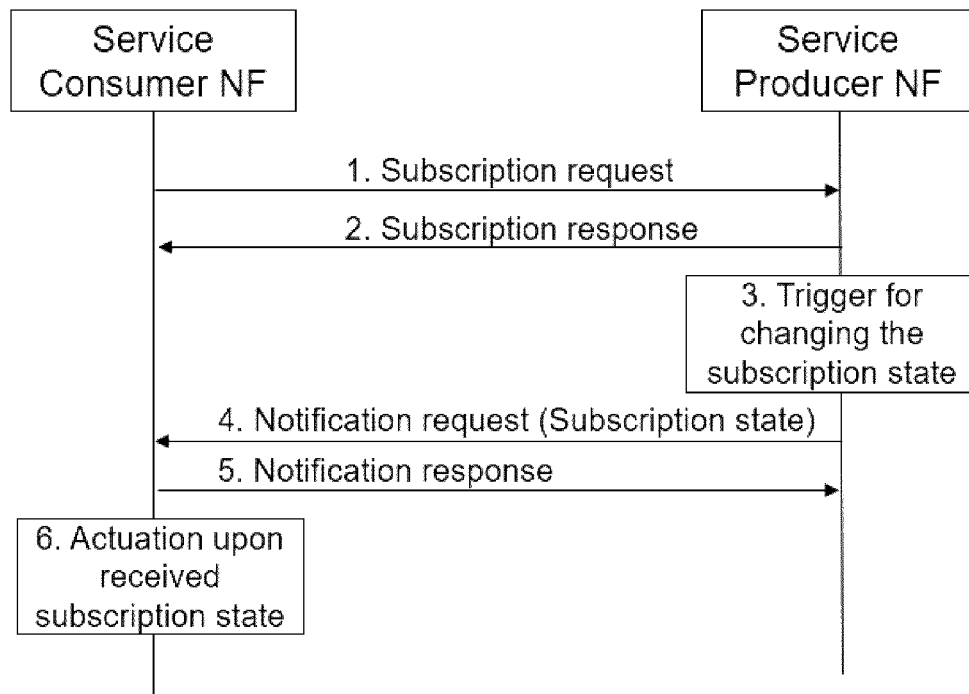 Service
Consumer NF
Service
Producer NF
1. Subscription request
2. Subscription response
3. Trigger for
changing the
subscription state
4. Notification request (Subscription state)
5. Notification response
6. Actuation upon
received
subscription state